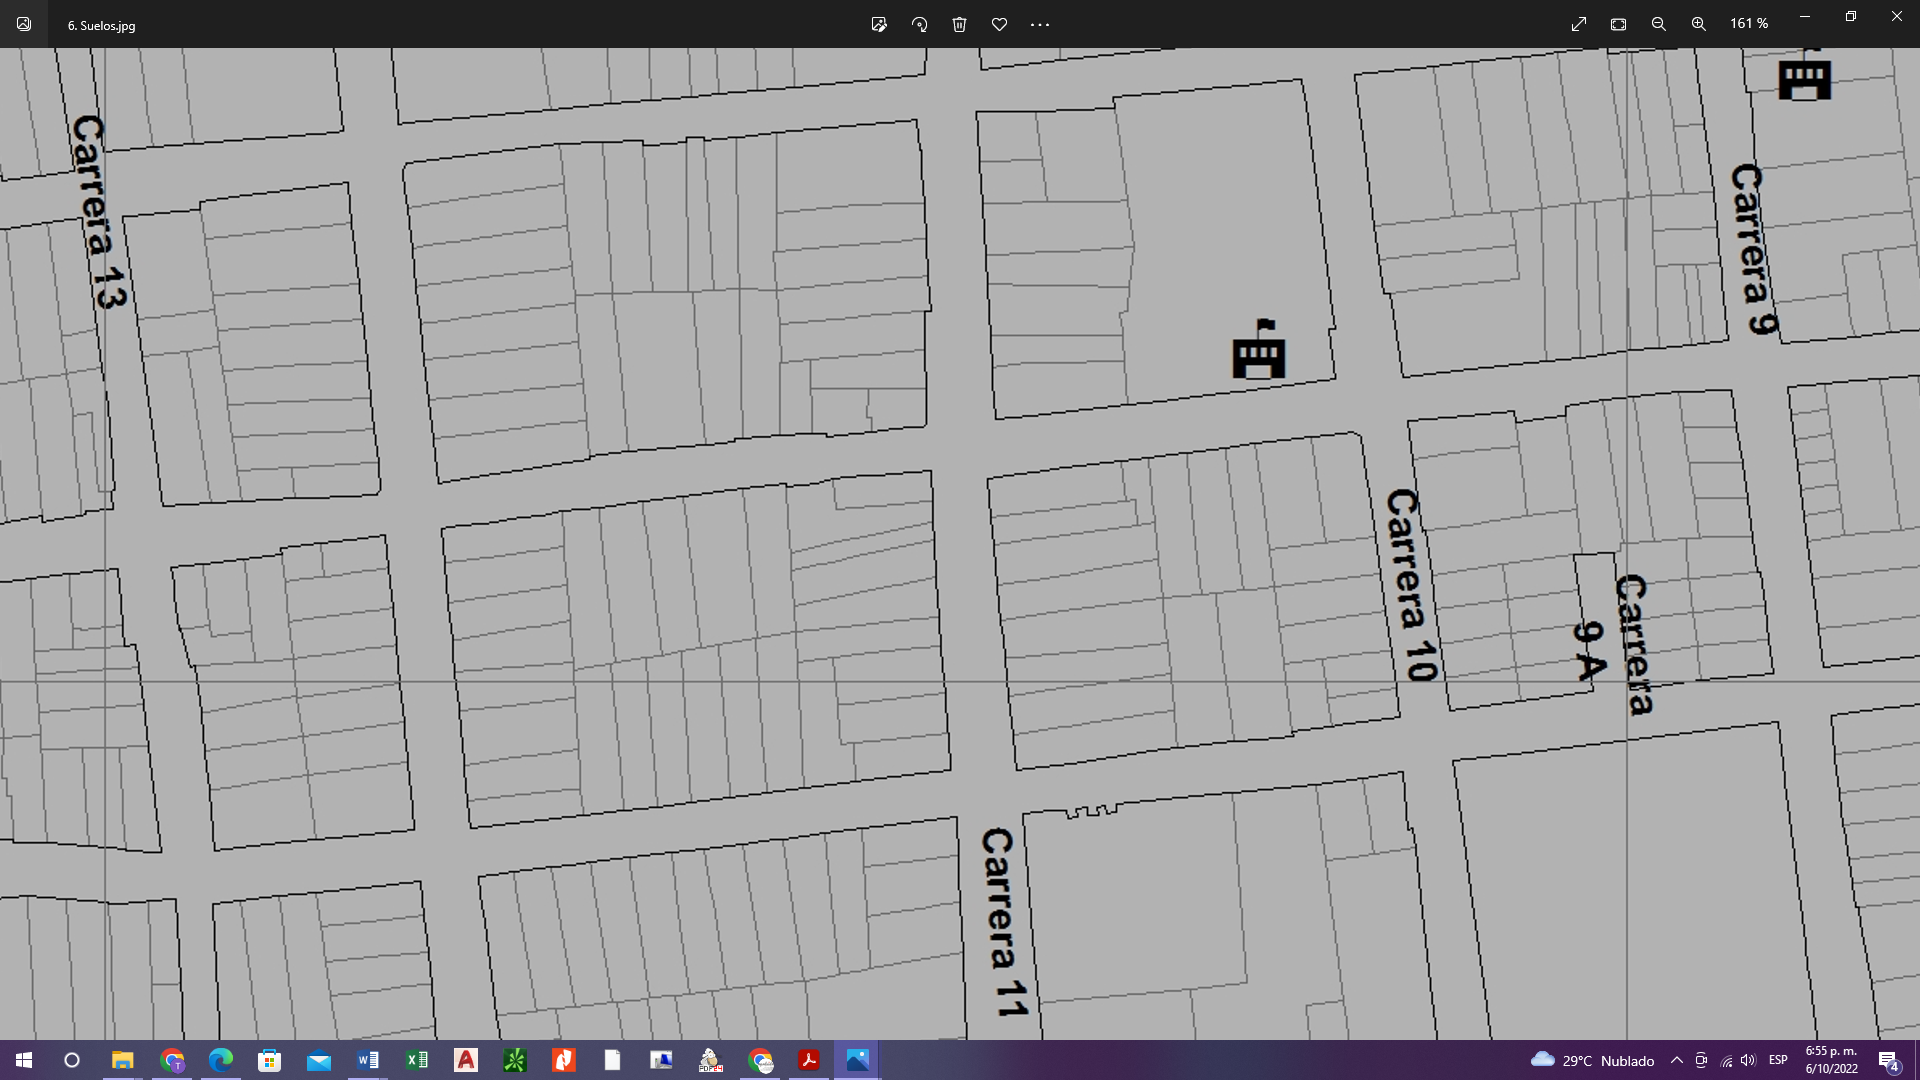 6. Suelos.jpg
161 %
Carrera 13
Carrera 9
Carrera 10
Carrera
9 A
Carrera 11
29°C Nublado
ESP
6:55 p. m.
6/10/2022
4